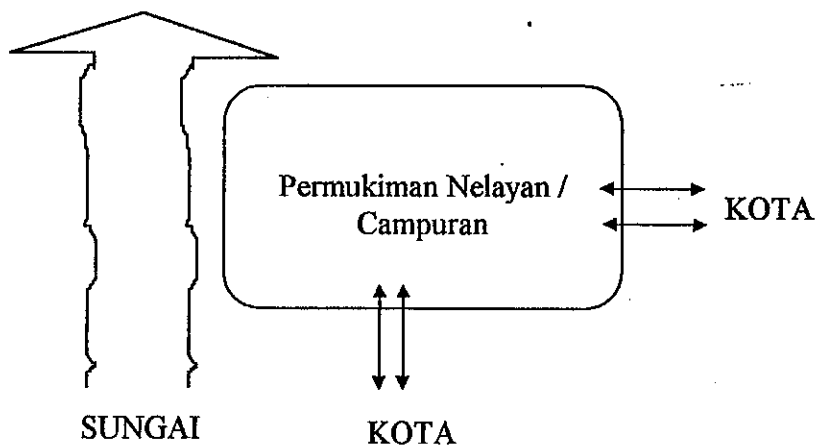 Permukiman Nelayan /
Campuran
KOTA
SUNGAI
KOTA